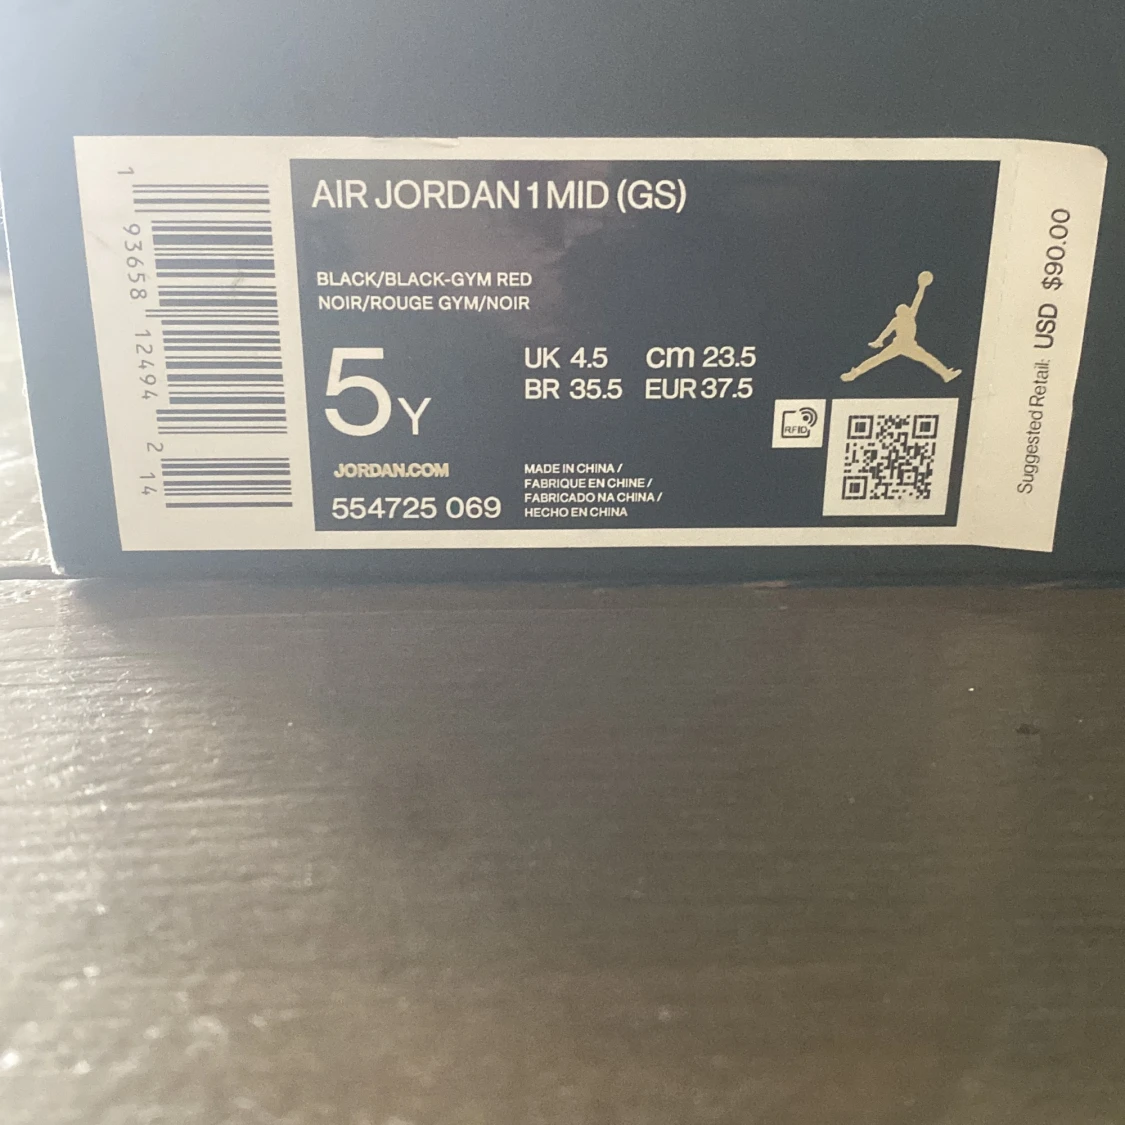 AIR JORDAN 1 MID (GS)
BLACK/BLACK-GYM RED
NOIR/ROUGE GYM/NOIR
5Y
UK 4.5 cm 23.5
BR 35.5 EUR 37.5
RFID
JORDAN.COM
554725 069
MADE IN CHINA /
FABRIQUE EN CHINE /
FABRICADO NA CHINA /
HECHO EN CHINA
1 93658 12494 2 14
Suggested Retail: USD $90.00